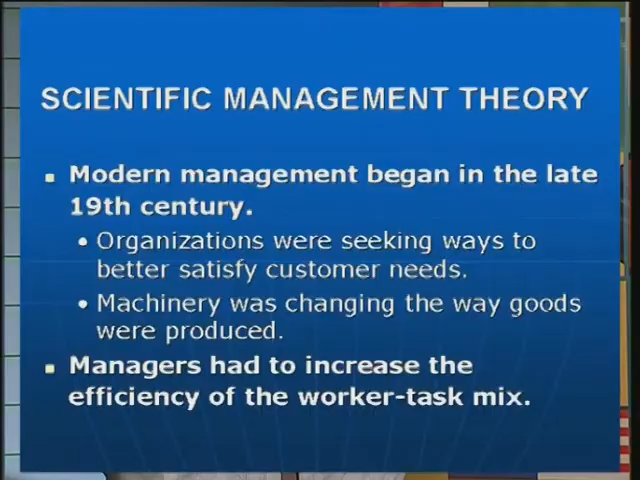 SCIENTIFIC MANAGEMENT THEORY
Modern management began in the late
19th century.
Organizations were seeking ways to
better satisfy customer needs.
Machinery was changing the way goods
were produced.
Managers had to increase the
efficiency of the worker-task mix.